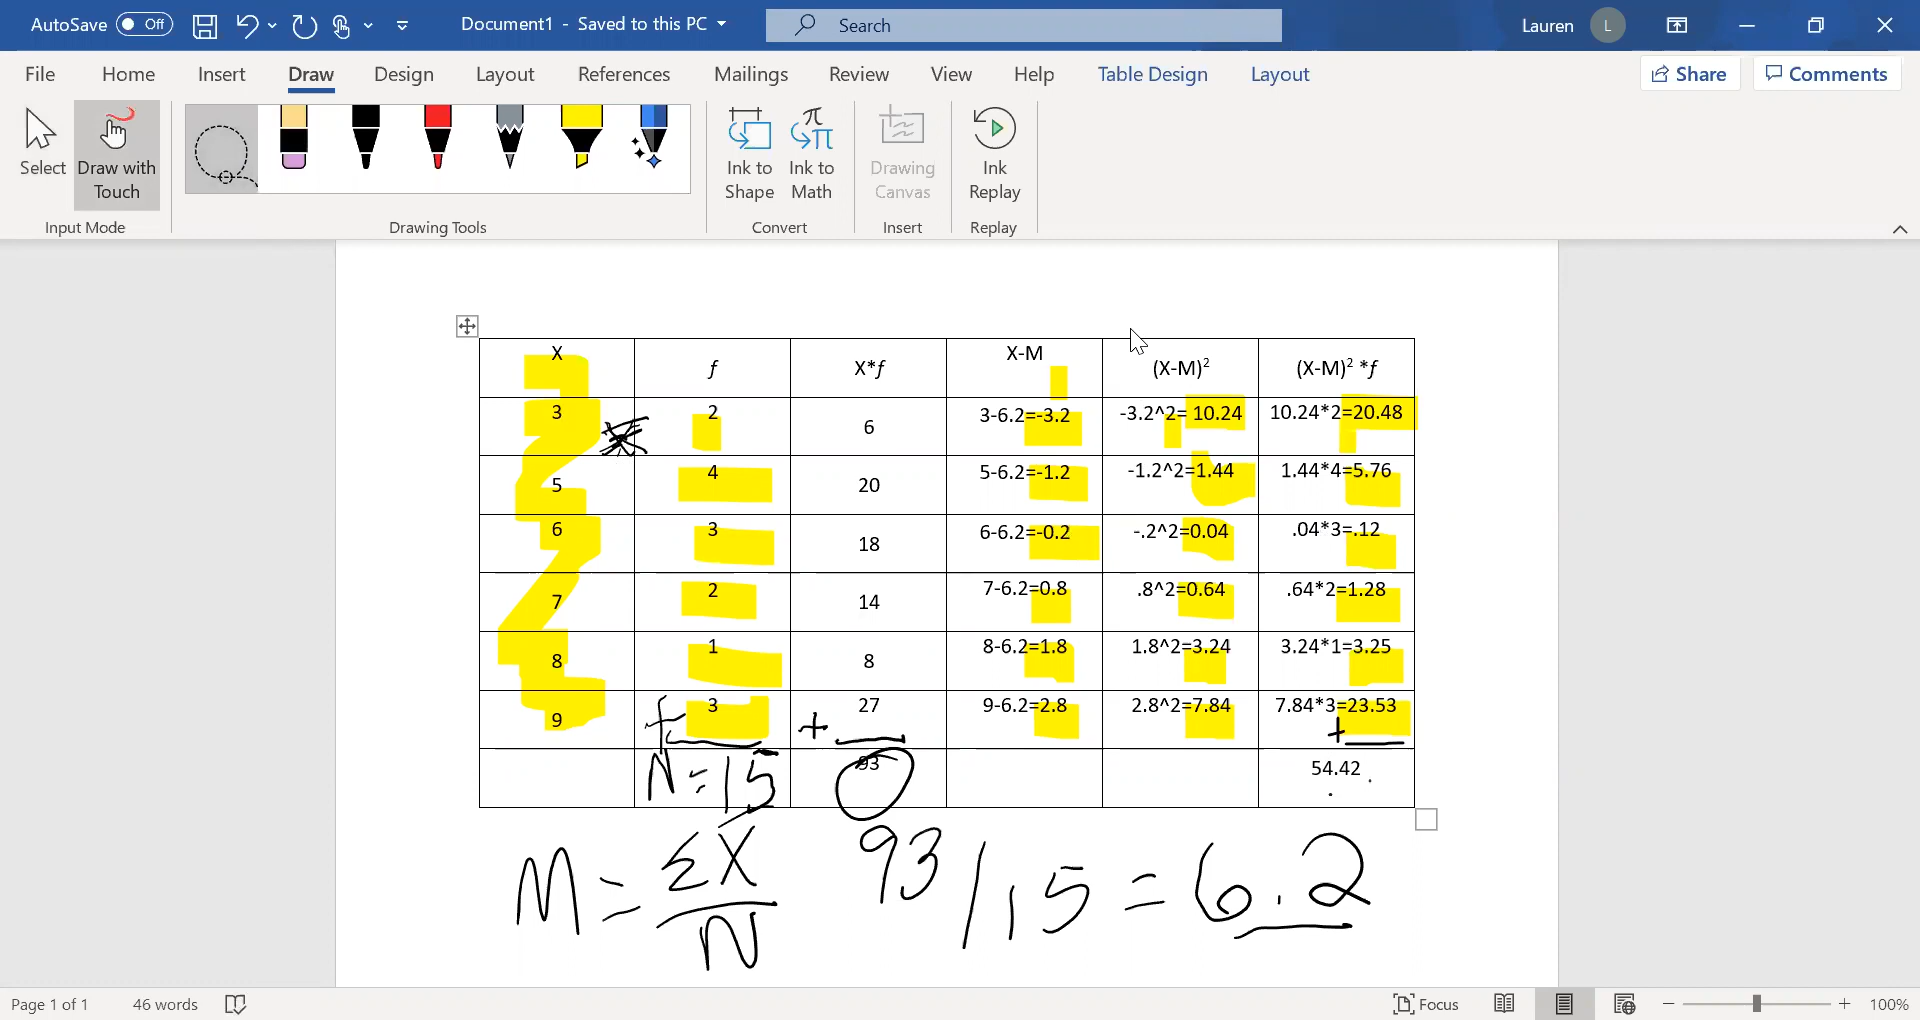 AutoSave Off Document1 - Saved to this PC Search Lauren L
File Home Insert Draw Design Layout References Mailings Review View Help Table Design Layout Share Comments
Select Draw with Touch Ink to Shape Ink to Math Drawing Canvas Ink Replay
Input Mode Drawing Tools Convert Insert Replay
X f X*f X-M (X-M)² (X-M)² *f
3 2 6 3-6.2=-3.2 -3.2^2= 10.24 10.24*2=20.48
5 4 20 5-6.2=-1.2 -1.2^2=1.44 1.44*4=5.76
6 3 18 6-6.2=-0.2 -.2^2=0.04 .04*3=.12
7 2 14 7-6.2=0.8 .8^2=0.64 .64*2=1.28
8 1 8 8-6.2=1.8 1.8^2=3.24 3.24*1=3.25
9 + 3 + 27 9-6.2=2.8 2.8^2=7.84 7.84*3=23.53 +
N=15 93 54.42
M = ΣX / N 93 / 15 = 6.2
Page 1 of 1 46 words Focus 100%